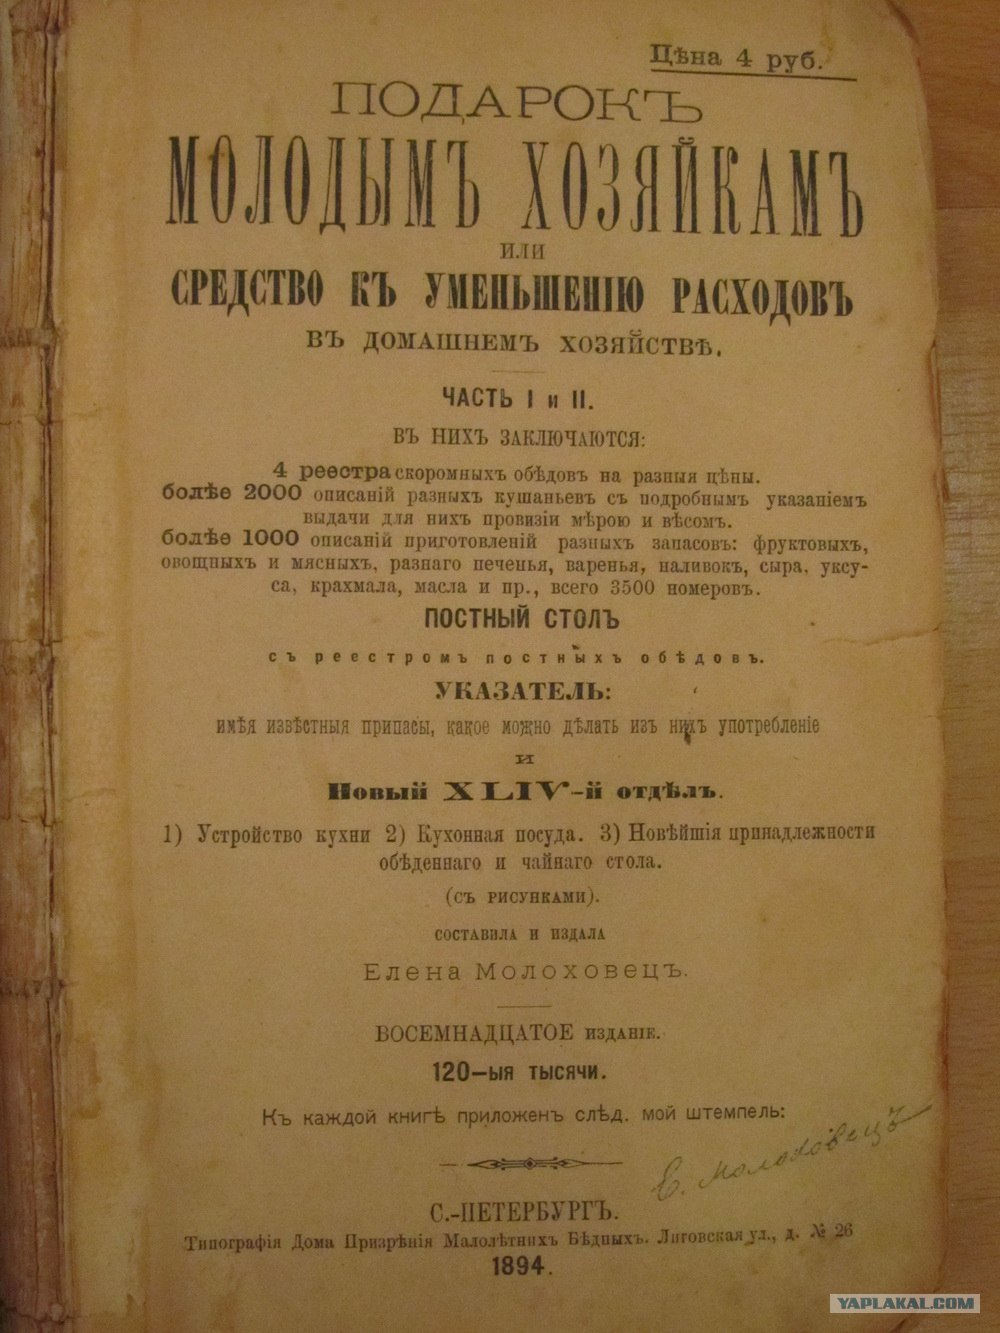 Цѣна 4 руб.
ПОДАРОКЪ
МОЛОДЫМЪ ХОЗЯЙКАМЪ
ИЛИ
СРЕДСТВО КЪ УМЕНЬШЕНІЮ РАСХОДОВЪ
ВЪ ДОМАШНЕМЪ ХОЗЯЙСТВѢ.
ЧАСТЬ I и II.
ВЪ НИХЪ ЗАКЛЮЧАЮТСЯ:
4 реестра скоромныхъ обѣдовъ на разныя цѣны.
болѣе 2000 описаній разныхъ кушаньевъ съ подробнымъ указаніемъ
выдачи для нихъ провизіи мѣрою и вѣсомъ.
болѣе 1000 описаній приготовленій разныхъ запасовъ: фруктовыхъ,
овощныхъ и мясныхъ, разнаго печенья, варенья, наливокъ, сыра, уксу-
са, крахмала, масла и пр., всего 3500 номеровъ.
ПОСТНЫЙ СТОЛЪ
съ реестромъ постныхъ обѣдовъ.
УКАЗАТЕЛЬ:
имѣя извѣстныя припасы, какое можно дѣлать изъ нихъ употребленіе
И
Новый XLIV-й отдѣлъ.
1) Устройство кухни 2) Кухонная посуда. 3) Новѣйшія принадлежности
обѣденнаго и чайнаго стола.
(СЪ РИСУНКАМИ).
СОСТАВИЛА И ИЗДАЛА
Елена Молоховецъ.
ВОСЕМНАДЦАТОЕ ИЗДАНІЕ.
120-ыя тысячи.
Къ каждой книгѣ приложенъ слѣд. мой штемпель:
Е. Молоховецъ
С.-ПЕТЕРБУРГЪ.
Типографія Дома Призрѣнія Малолѣтнихъ Бѣдныхъ. Лиговская ул., д. № 26
1894.
YAPLAKAL.COM